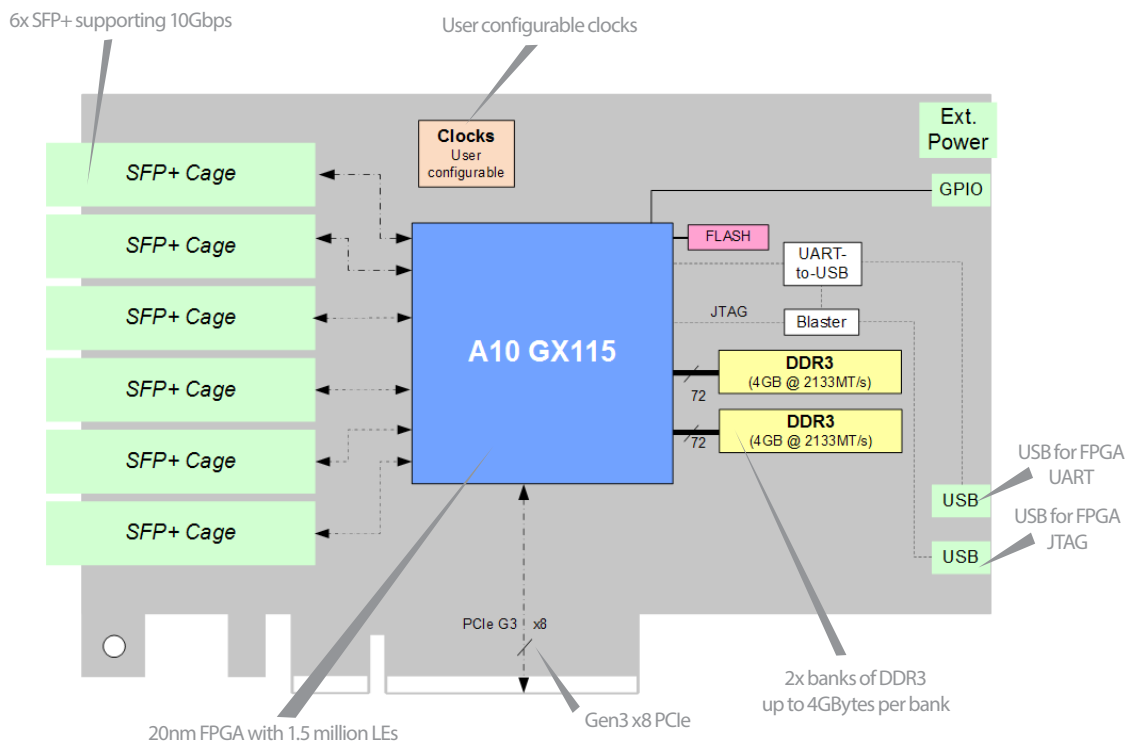 6x SFP+ supporting 10Gbps
User configurable clocks
Clocks
User
configurable
Ext.
Power
SFP+ Cage
SFP+ Cage
SFP+ Cage
SFP+ Cage
SFP+ Cage
SFP+ Cage
GPIO
FLASH
UART-
to-USB
JTAG
Blaster
A10 GX115
DDR3
(4GB @ 2133MT/s)
72
DDR3
(4GB @ 2133MT/s)
72
USB for FPGA
UART
USB
USB for FPGA
JTAG
USB
PCIe G3 x8
2x banks of DDR3
up to 4GBytes per bank
Gen3 x8 PCIe
20nm FPGA with 1.5 million LEs